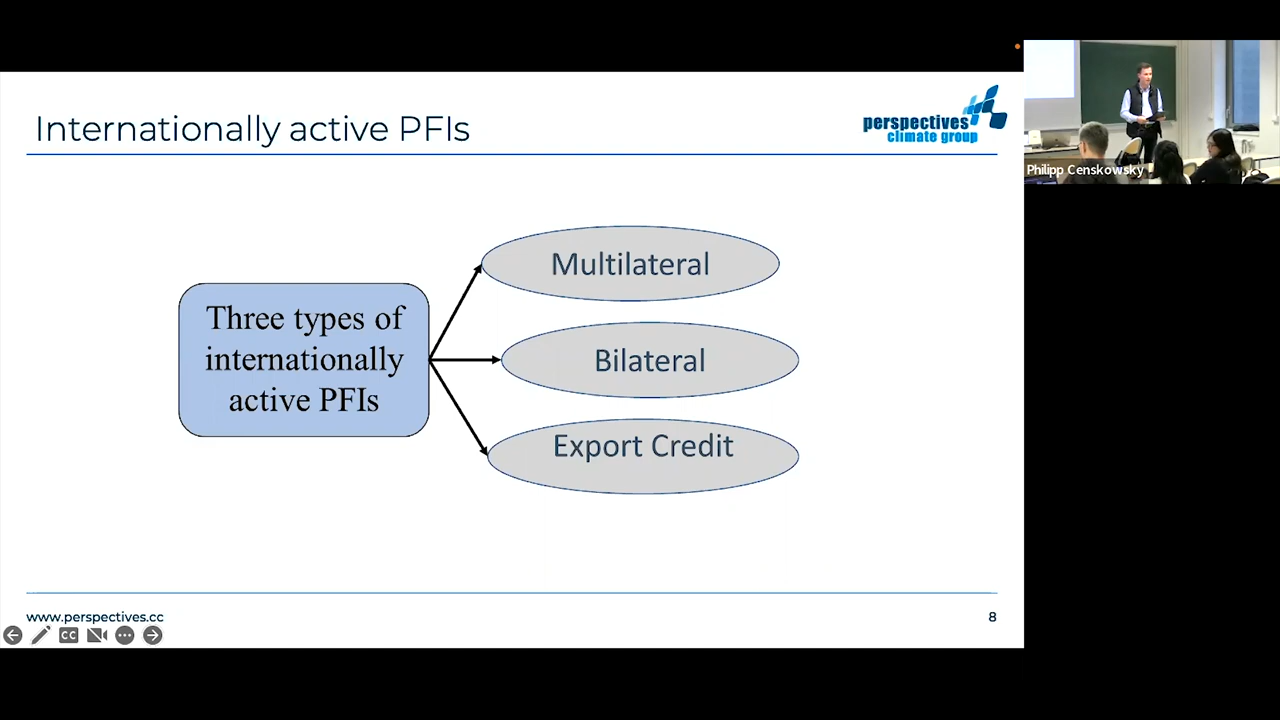 Internationally active PFIs
perspectives
climate group
Philipp Censkowsky
Three types of
internationally
active PFIs
Multilateral
Bilateral
Export Credit
www.perspectives.cc
8
CC